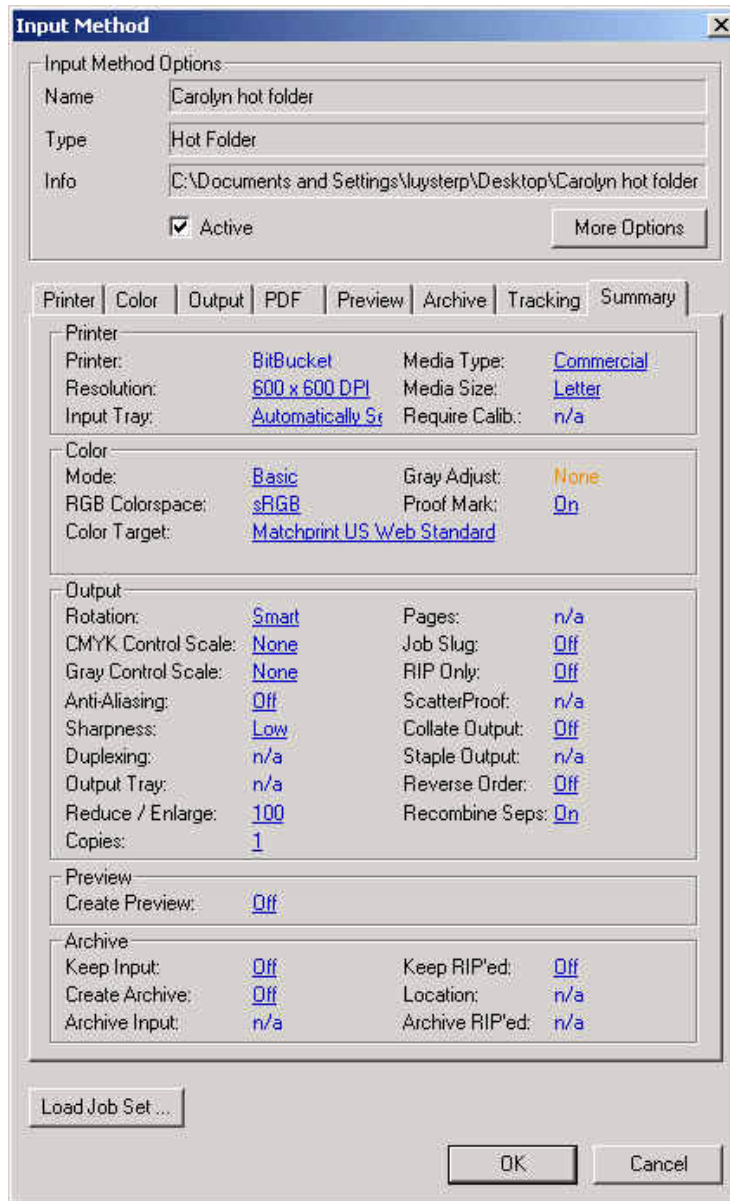 Input Method
Input Method Options
Name Carolyn hot folder
Type Hot Folder
Info C:\Documents and Settings\luysterp\Desktop\Carolyn hot folder
Active More Options
Printer Color Output PDF Preview Archive Tracking Summary
Printer
Printer: BitBucket Media Type: Commercial
Resolution: 600 x 600 DPI Media Size: Letter
Input Tray: Automatically Se Require Calib.: n/a
Color
Mode: Basic Gray Adjust: None
RGB Colorspace: sRGB Proof Mark: On
Color Target: Matchprint US Web Standard
Output
Rotation: Smart Pages: n/a
CMYK Control Scale: None Job Slug: Off
Gray Control Scale: None RIP Only: Off
Anti-Aliasing: Off ScatterProof: n/a
Sharpness: Low Collate Output: Off
Duplexing: n/a Staple Output: n/a
Output Tray: n/a Reverse Order: Off
Reduce / Enlarge: 100 Recombine Seps: On
Copies: 1
Preview
Create Preview: Off
Archive
Keep Input: Off Keep RIP'ed: Off
Create Archive: Off Location: n/a
Archive Input: n/a Archive RIP'ed: n/a
Load Job Set ...
OK Cancel